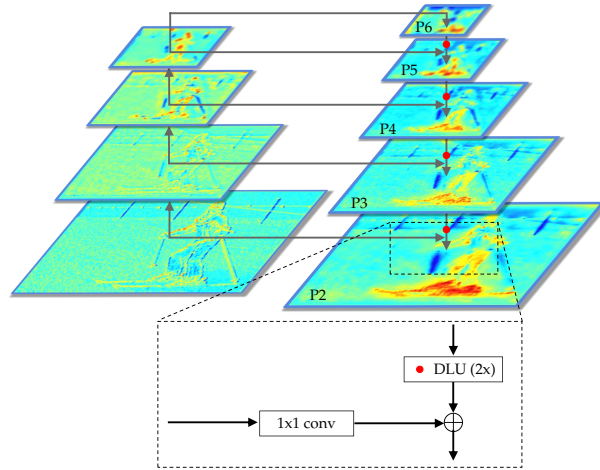 P6
P5
P4
P3
P2
DLU (2x)
1x1 conv